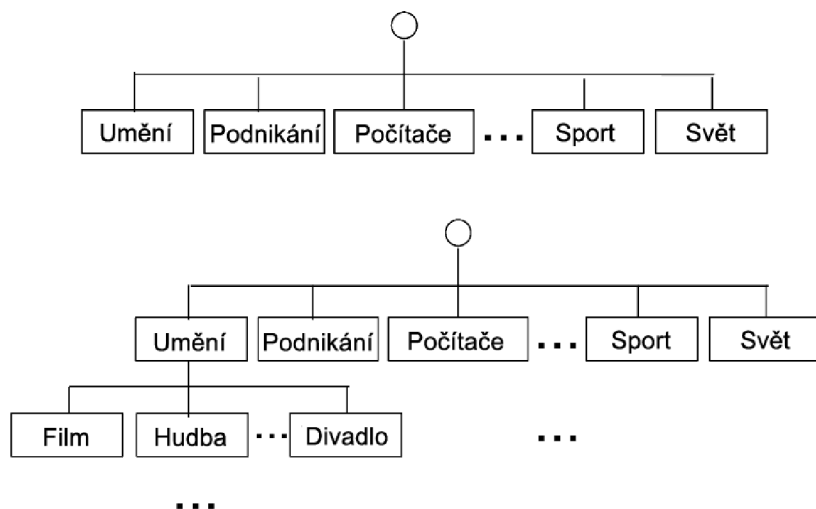 Umění Podnikání Počítače ... Sport Svět
Umění Podnikání Počítače ... Sport Svět
Film Hudba ... Divadlo ...
...